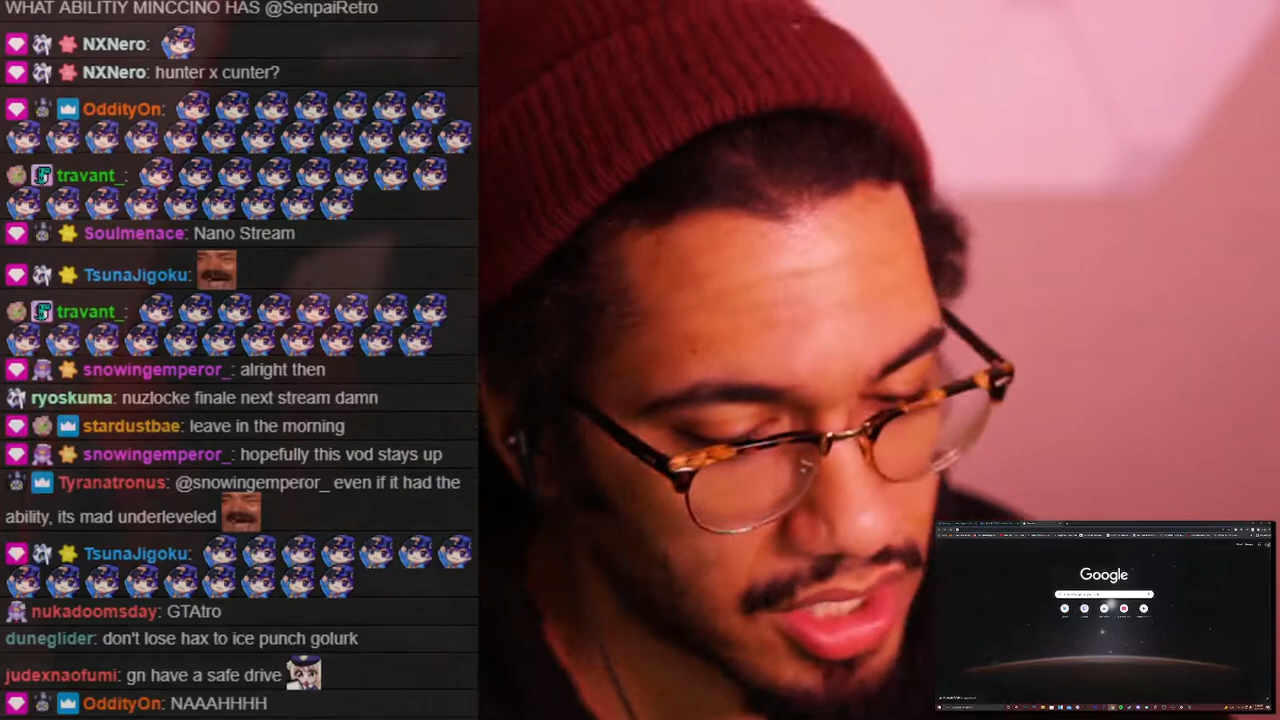 WHAT ABILITIY MINCCINO HAS @SenpaiRetro
NXNero:
NXNero: hunter x cunter?
OddityOn:
travant_:
Soulmenace: Nano Stream
TsunaJigoku:
travant_:
snowingemperor_: alright then
ryoskuma: nuzlocke finale next stream damn
stardustbae: leave in the morning
snowingemperor_: hopefully this vod stays up
Tyranatronus: @snowingemperor_ even if it had the
ability, its mad underleveled
TsunaJigoku:
nukadoomsday: GTAtro
duneglider: don't lose hax to ice punch golurk
judexnaofumi: gn have a safe drive
OddityOn: NAAAHHHH
Google